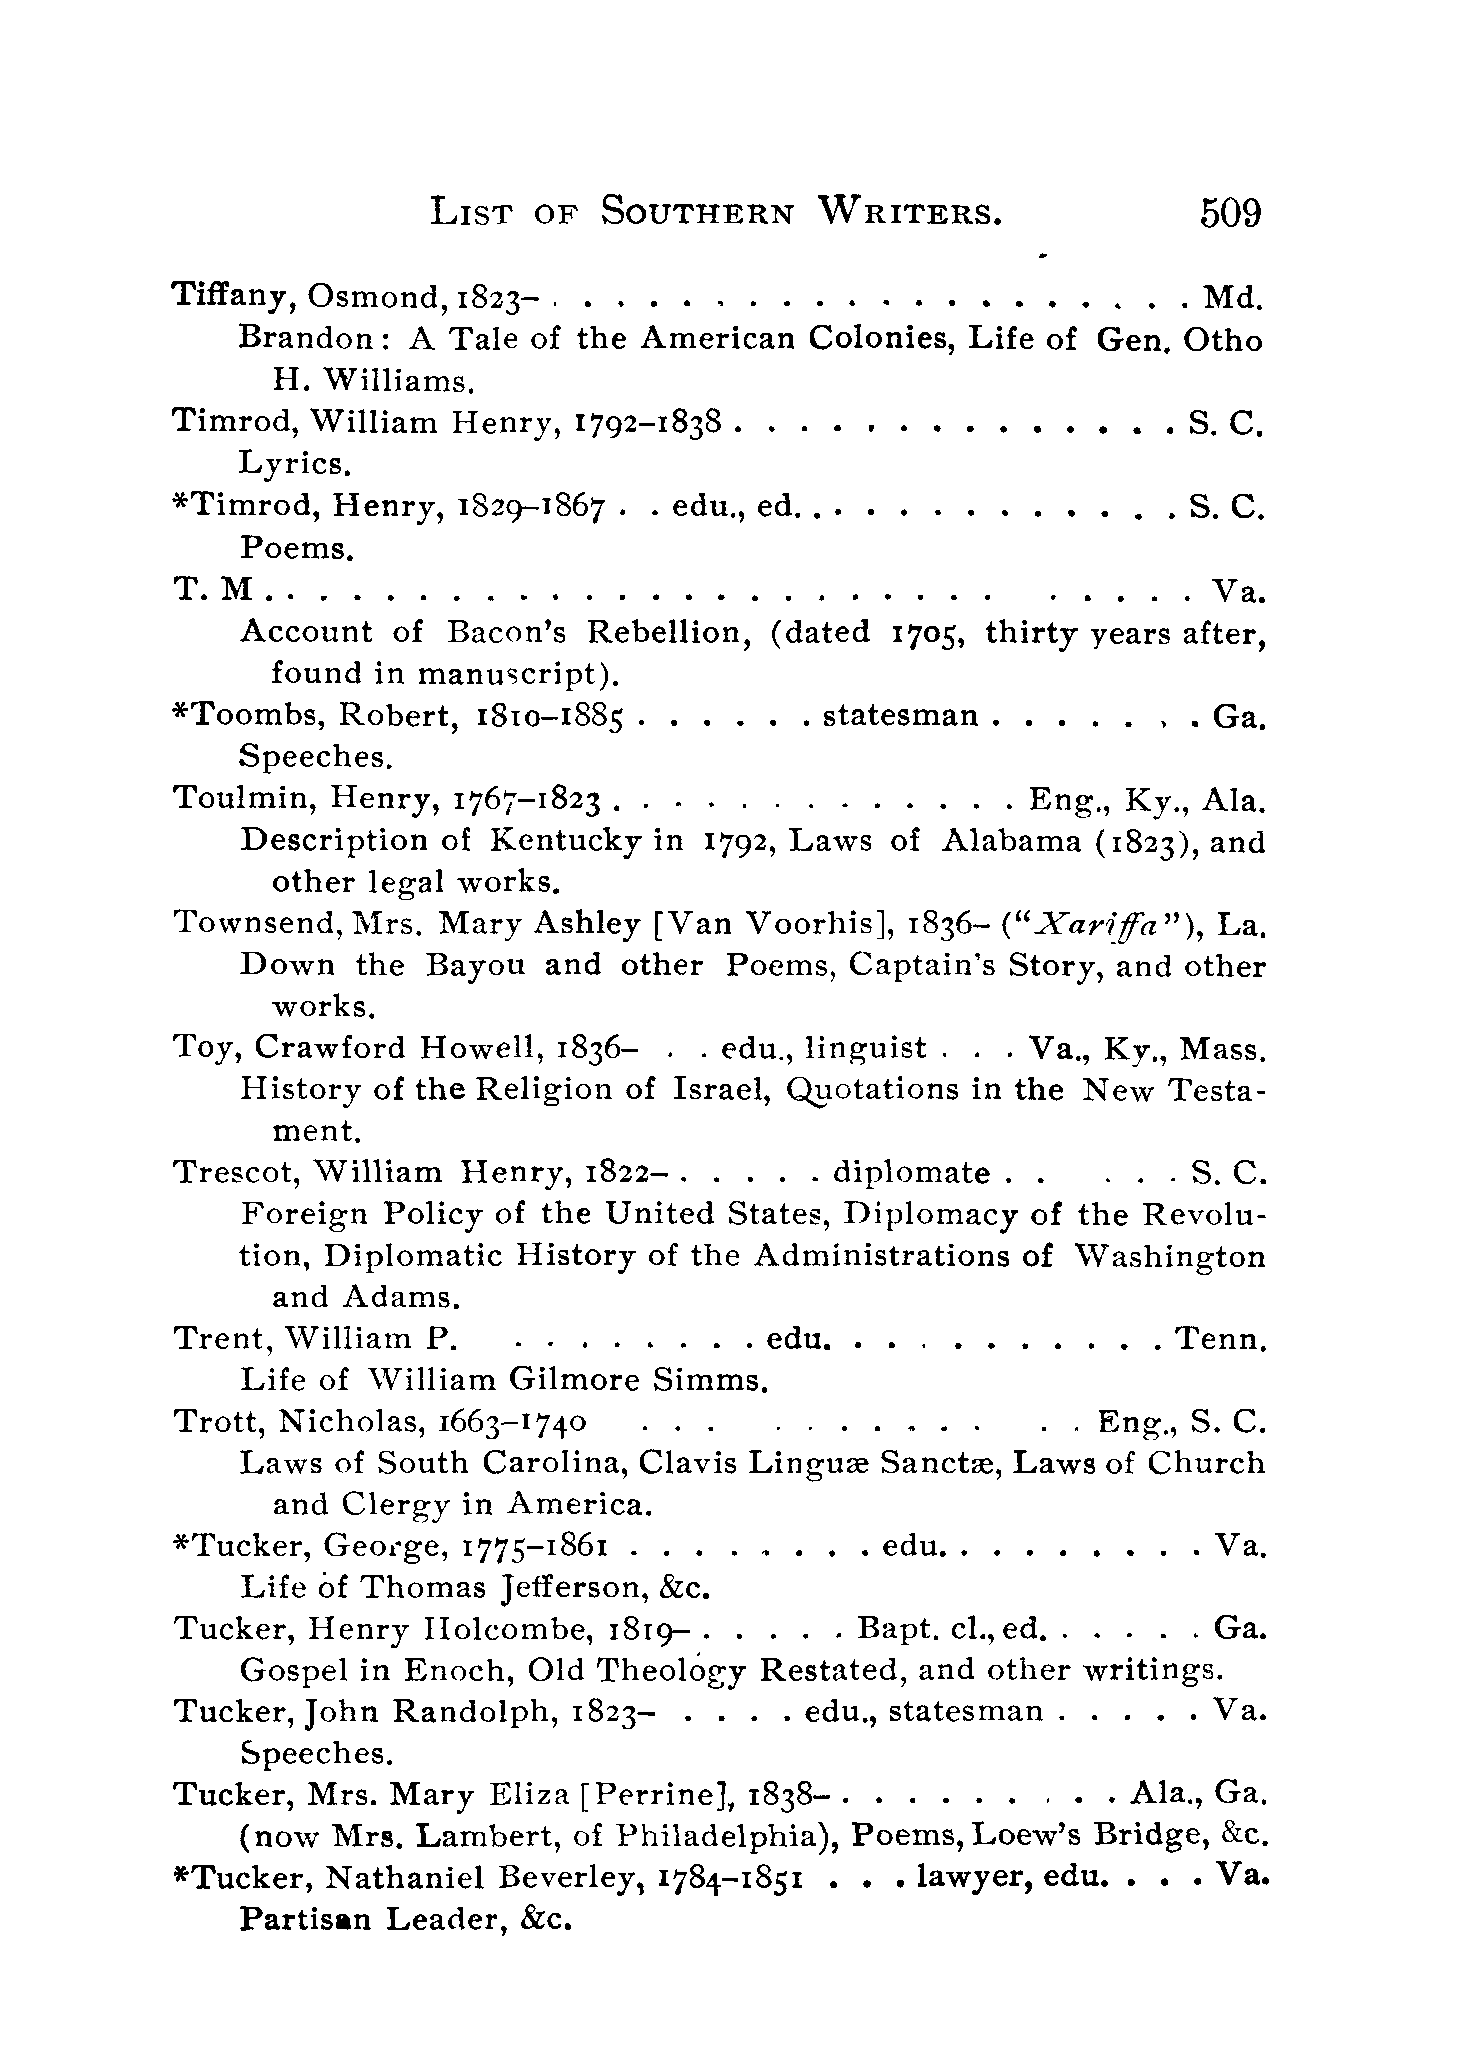 LIST OF SOUTHERN WRITERS. 509
Tiffany, Osmond, 1823– . . . . . . . . . . . . . . . . . . . . Md.
Brandon: A Tale of the American Colonies, Life of Gen. Otho
H. Williams.
Timrod, William Henry, 1792–1838 . . . . . . . . . . . . . . S. C.
Lyrics.
*Timrod, Henry, 1829–1867 . . edu., ed. . . . . . . . . . . . . S. C.
Poems.
T. M . . . . . . . . . . . . . . . . . . . . . . . . . . . . Va.
Account of Bacon's Rebellion, (dated 1705, thirty years after,
found in manuscript).
*Toombs, Robert, 1810–1885 . . . . . . statesman . . . . . . . Ga.
Speeches.
Toulmin, Henry, 1767–1823 . . . . . . . . . . . . . Eng., Ky., Ala.
Description of Kentucky in 1792, Laws of Alabama (1823), and
other legal works.
Townsend, Mrs. Mary Ashley [Van Voorhis], 1836– ("Xariffa"), La.
Down the Bayou and other Poems, Captain's Story, and other
works.
Toy, Crawford Howell, 1836– . . edu., linguist . . . Va., Ky., Mass.
History of the Religion of Israel, Quotations in the New Testa-
ment.
Trescot, William Henry, 1822– . . . . . diplomate . . . . . S. C.
Foreign Policy of the United States, Diplomacy of the Revolu-
tion, Diplomatic History of the Administrations of Washington
and Adams.
Trent, William P. . . . . . . . . edu. . . . . . . . . . . Tenn.
Life of William Gilmore Simms.
Trott, Nicholas, 1663–1740 . . . . . . . . . . . . Eng., S. C.
Laws of South Carolina, Clavis Linguæ Sanctæ, Laws of Church
and Clergy in America.
*Tucker, George, 1775–1861 . . . . . . . . edu. . . . . . . . . Va.
Life of Thomas Jefferson, &c.
Tucker, Henry Holcombe, 1819– . . . . . Bapt. cl., ed. . . . . . Ga.
Gospel in Enoch, Old Theology Restated, and other writings.
Tucker, John Randolph, 1823– . . . . edu., statesman . . . . . Va.
Speeches.
Tucker, Mrs. Mary Eliza [Perrine], 1838– . . . . . . . . . Ala., Ga.
(now Mrs. Lambert, of Philadelphia), Poems, Loew's Bridge, &c.
*Tucker, Nathaniel Beverley, 1784–1851 . . . lawyer, edu. . . . Va.
Partisan Leader, &c.